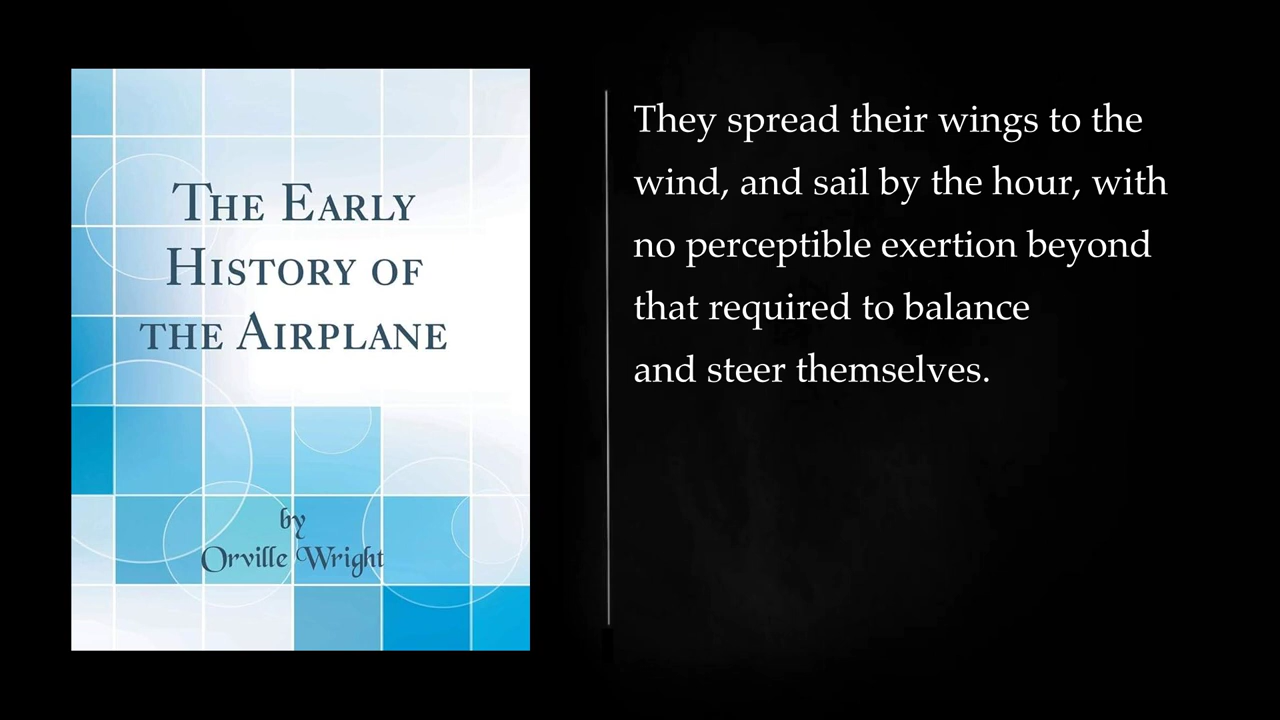 The Early
History of
the Airplane
by
Orville Wright
They spread their wings to the
wind, and sail by the hour, with
no perceptible exertion beyond
that required to balance
and steer themselves.